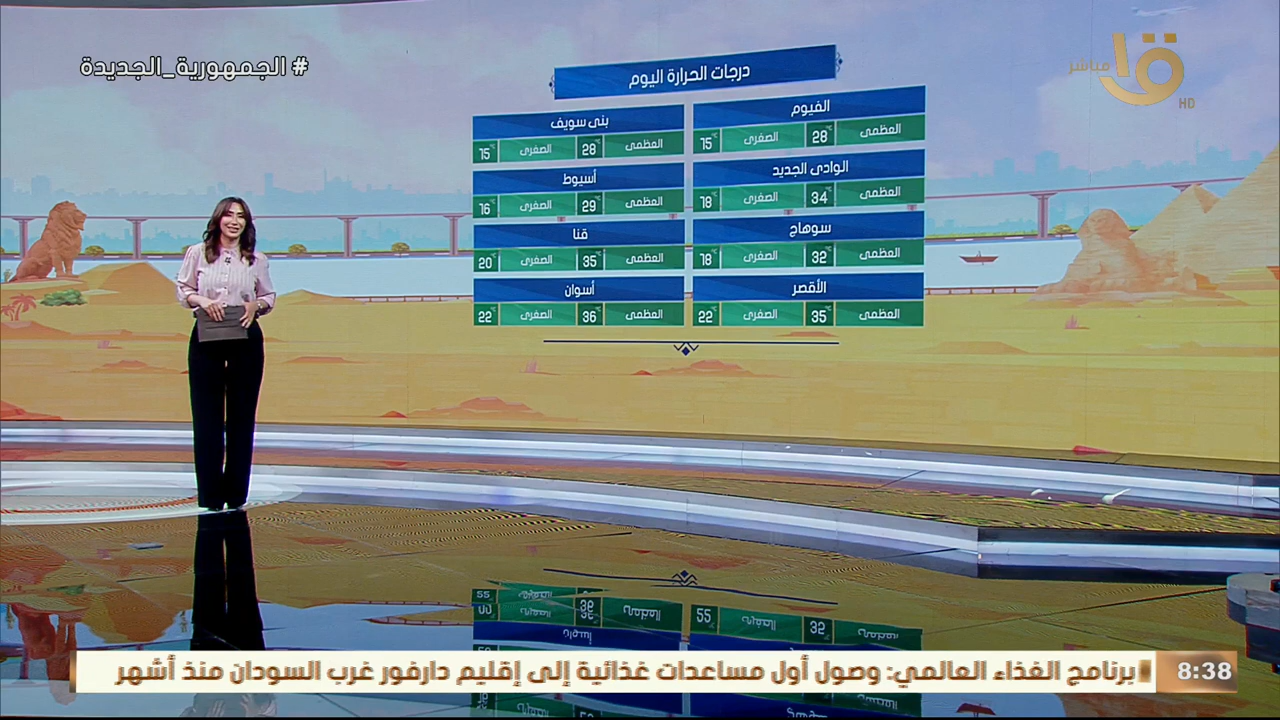 #الجمهورية_الجديدة
مباشر
HD
درجات الحرارة اليوم
الفيوم
العظمى 28°C الصغرى 15°C
بنى سويف
العظمى 28°C الصغرى 15°C
الوادى الجديد
العظمى 34°C الصغرى 18°C
أسيوط
العظمى 29°C الصغرى 16°C
سوهاج
العظمى 32°C الصغرى 18°C
قنا
العظمى 35°C الصغرى 20°C
الأقصر
العظمى 35°C الصغرى 22°C
أسوان
العظمى 36°C الصغرى 22°C
8:38
برنامج الغذاء العالمي: وصول أول مساعدات غذائية إلى إقليم دارفور غرب السودان منذ أشهر